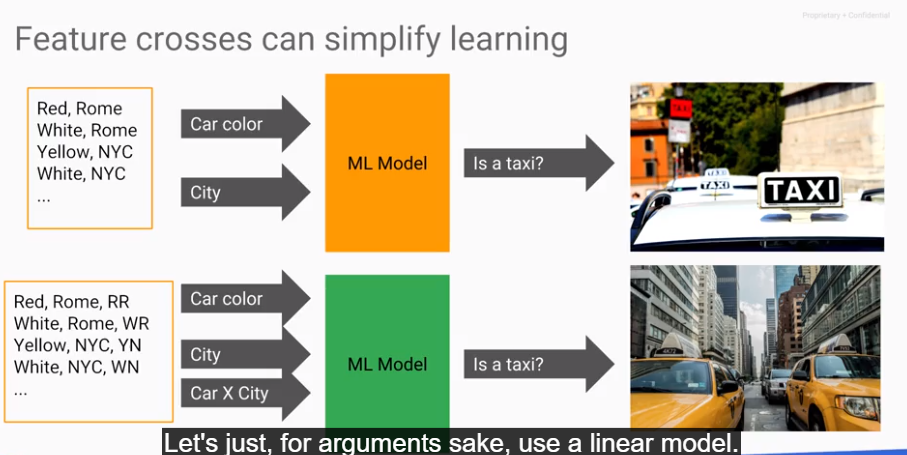 Proprietary + Confidential
Feature crosses can simplify learning
Red, Rome
White, Rome
Yellow, NYC
White, NYC
...
Car color
City
ML Model
Is a taxi?
TAXI
TAXI
TAXI
Red, Rome, RR
White, Rome, WR
Yellow, NYC, YN
White, NYC, WN
...
Car color
City
Car X City
ML Model
Is a taxi?
Let's just, for arguments sake, use a linear model.